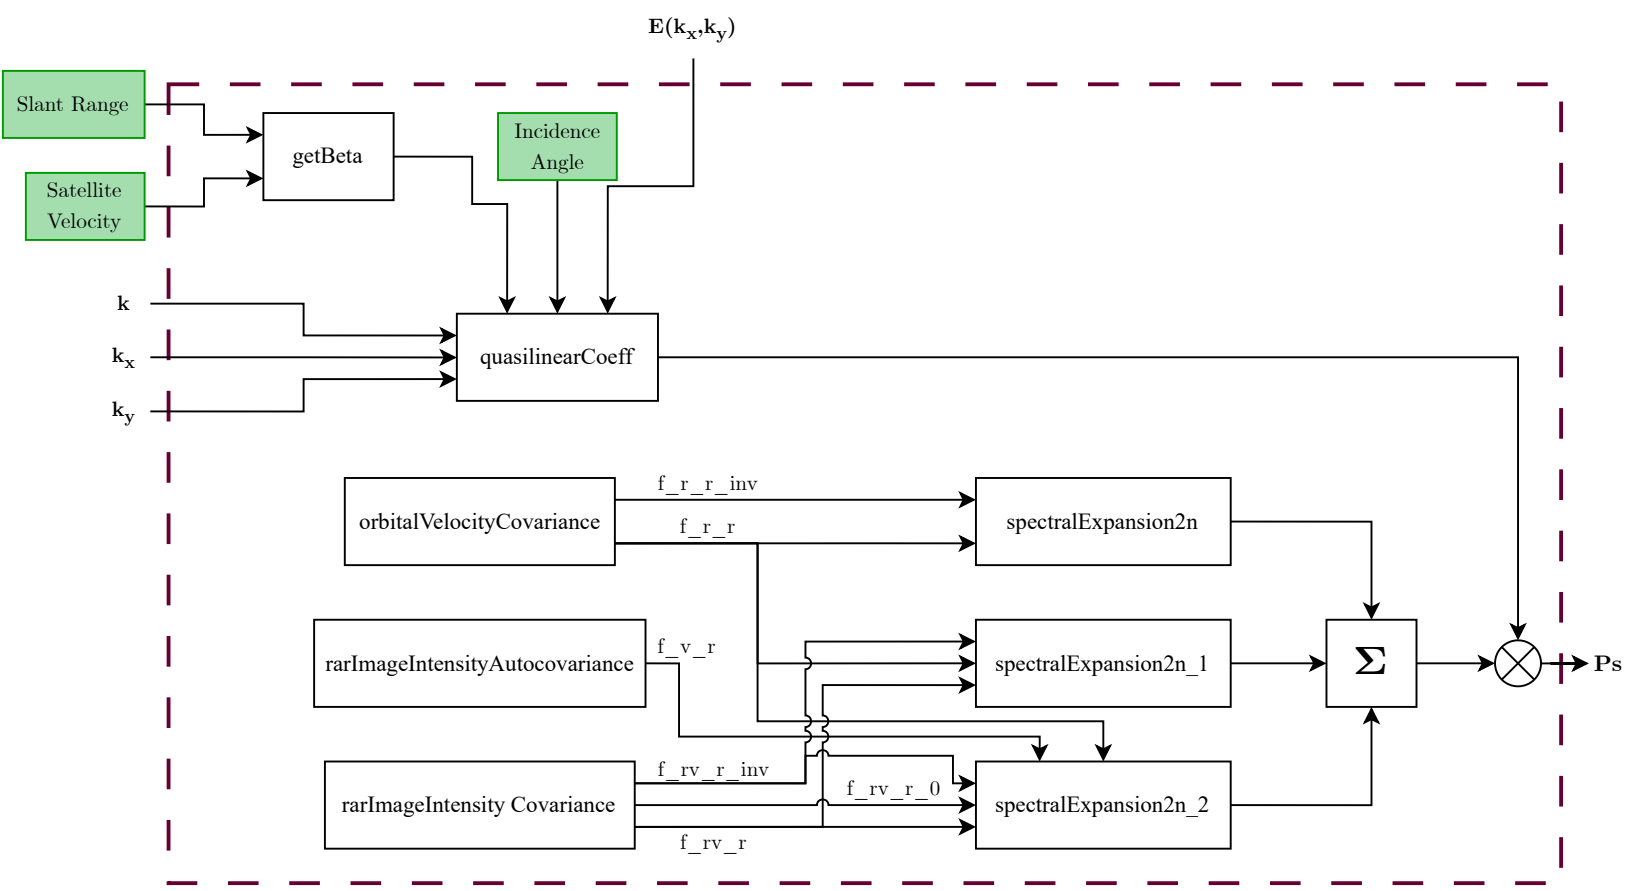 E(kx,ky)
Slant Range
Satellite
Velocity
getBeta
Incidence
Angle
k
kx
ky
quasilinearCoeff
orbitalVelocityCovariance
f_r_r_inv
f_r_r
spectralExpansion2n
rarImageIntensityAutocovariance
f_v_r
spectralExpansion2n_1
Σ
Ps
rarImageIntensity Covariance
f_rv_r_inv
f_rv_r_0
f_rv_r
spectralExpansion2n_2